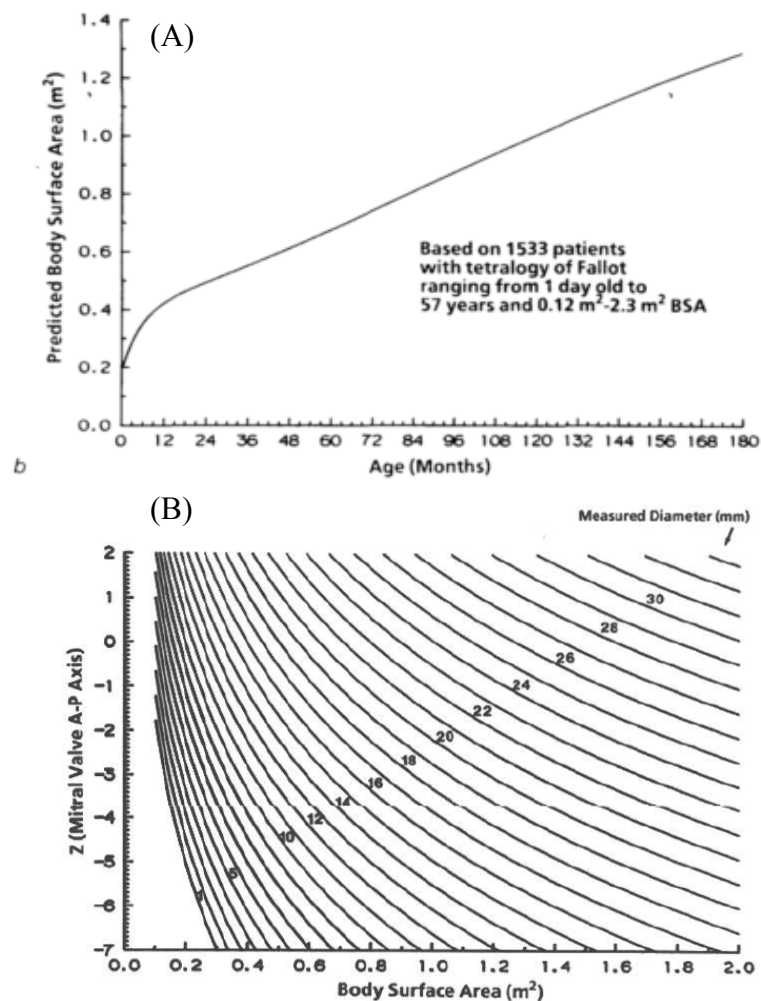 (A)
1.4
1.2
1.0
0.8
0.6
0.4
0.2
0.0
Predicted Body Surface Area (m²)
Based on 1533 patients
with tetralogy of Fallot
ranging from 1 day old to
57 years and 0.12 m²-2.3 m² BSA
0 12 24 36 48 60 72 84 96 108 120 132 144 156 168 180
Age (Months)
b
(B)
Measured Diameter (mm)
2
1
0
-1
-2
-3
-4
-5
-6
-7
Z (Mitral Valve A-P Axis)
30
28
26
24
22
20
18
16
14
12
10
5
0.0 0.2 0.4 0.6 0.8 1.0 1.2 1.4 1.6 1.8 2.0
Body Surface Area (m²)